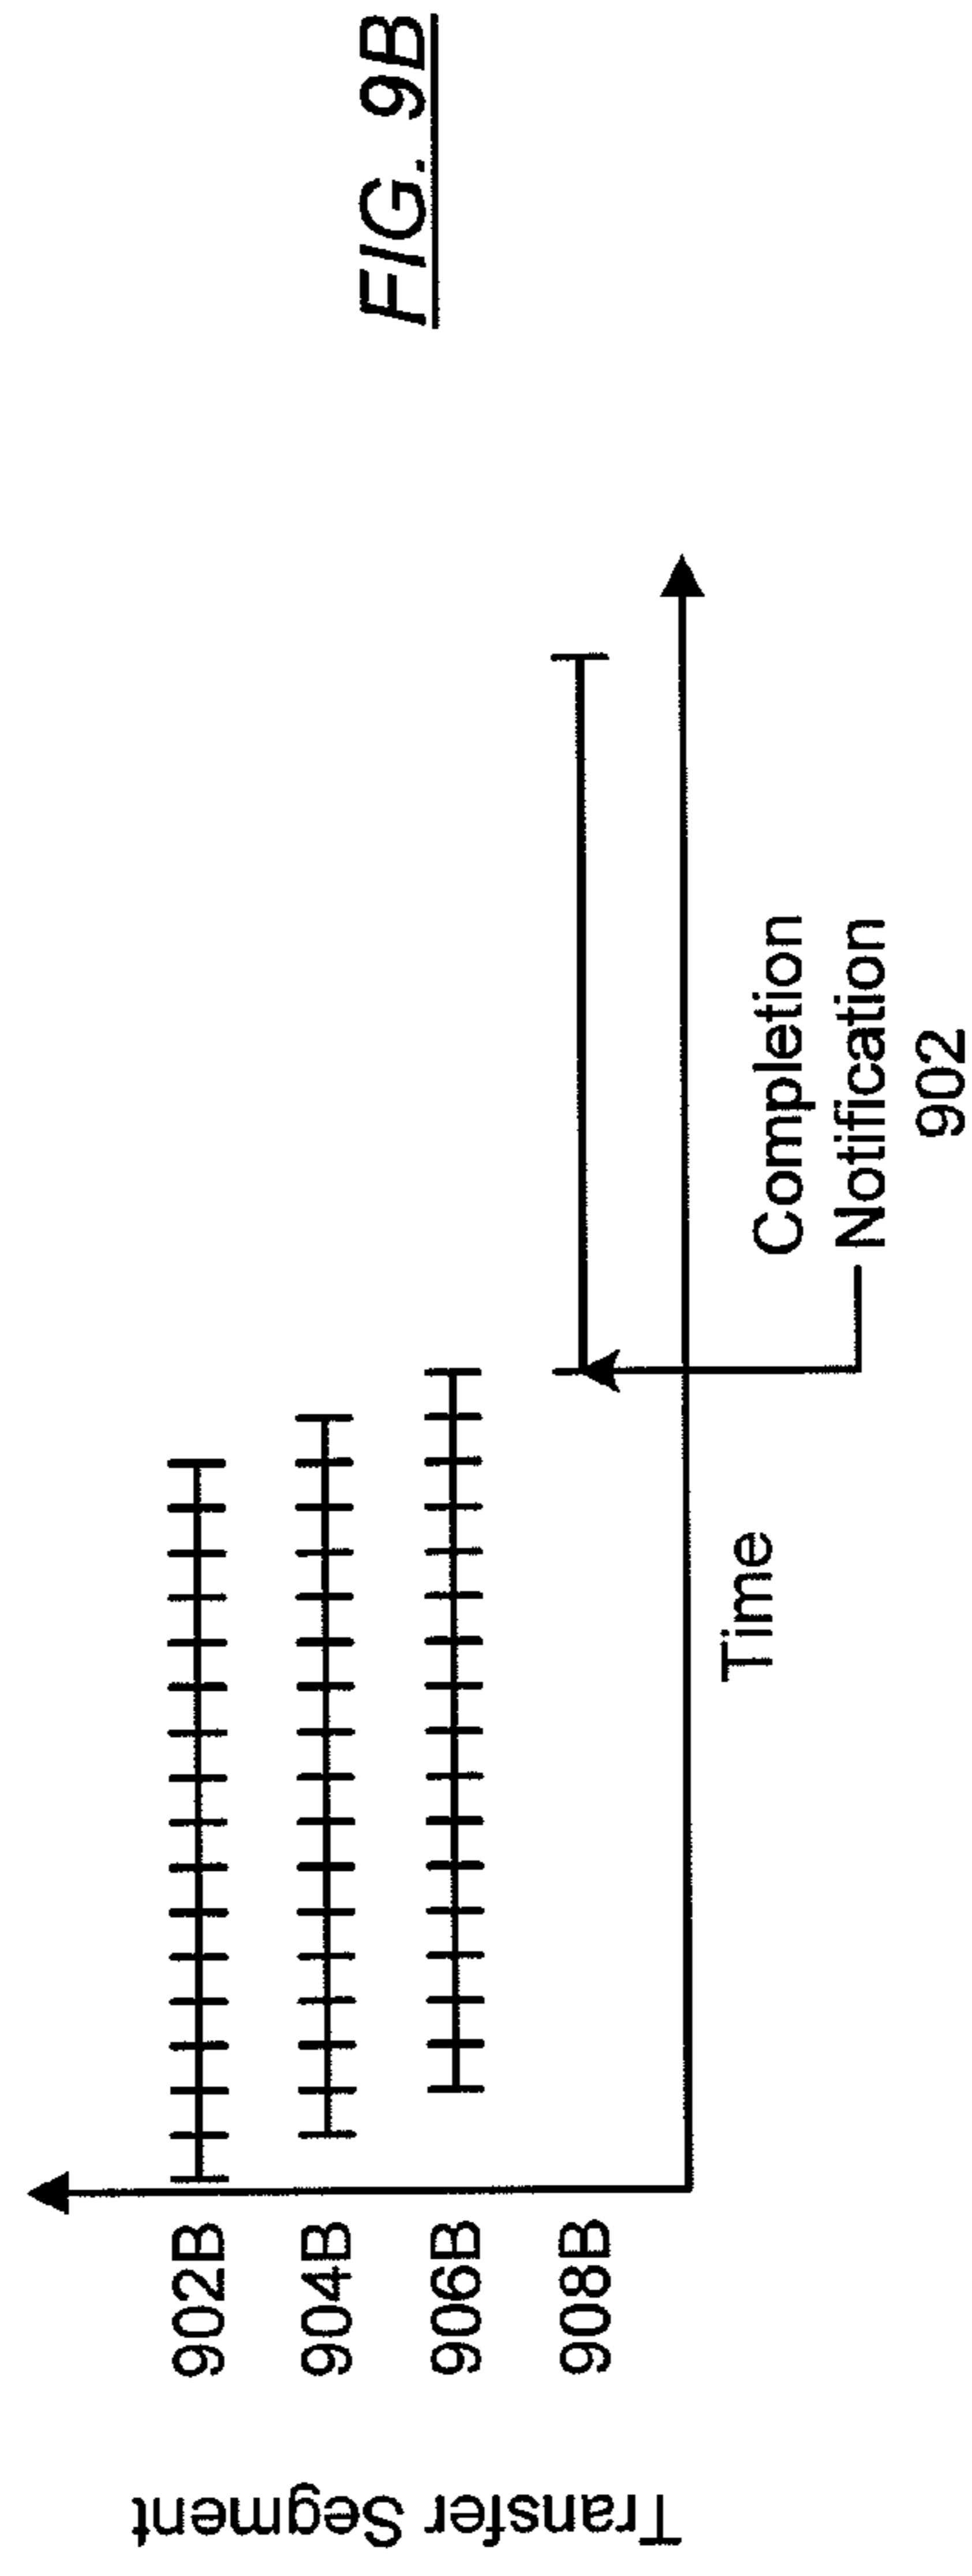 FIG. 9B
Transfer Segment
902B
904B
906B
908B
Time
Completion
Notification
902